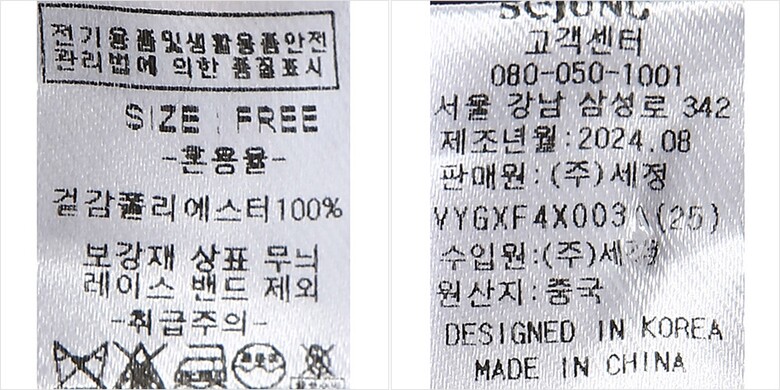 전기용품및생활용품안전
관리법에 의한 품질표시
SIZE : FREE
-혼용율-
겉감폴리에스터100%
보강재 상표 무늬
레이스 밴드 제외
-취급주의-
SCJUNG
고객센터
080-050-1001
서울 강남 삼성로 342
제조년월:2024.08
판매원:(주)세정
VYGXF4X003 (25)
수입원:(주)세정
원산지:중국
DESIGNED IN KOREA
MADE IN CHINA